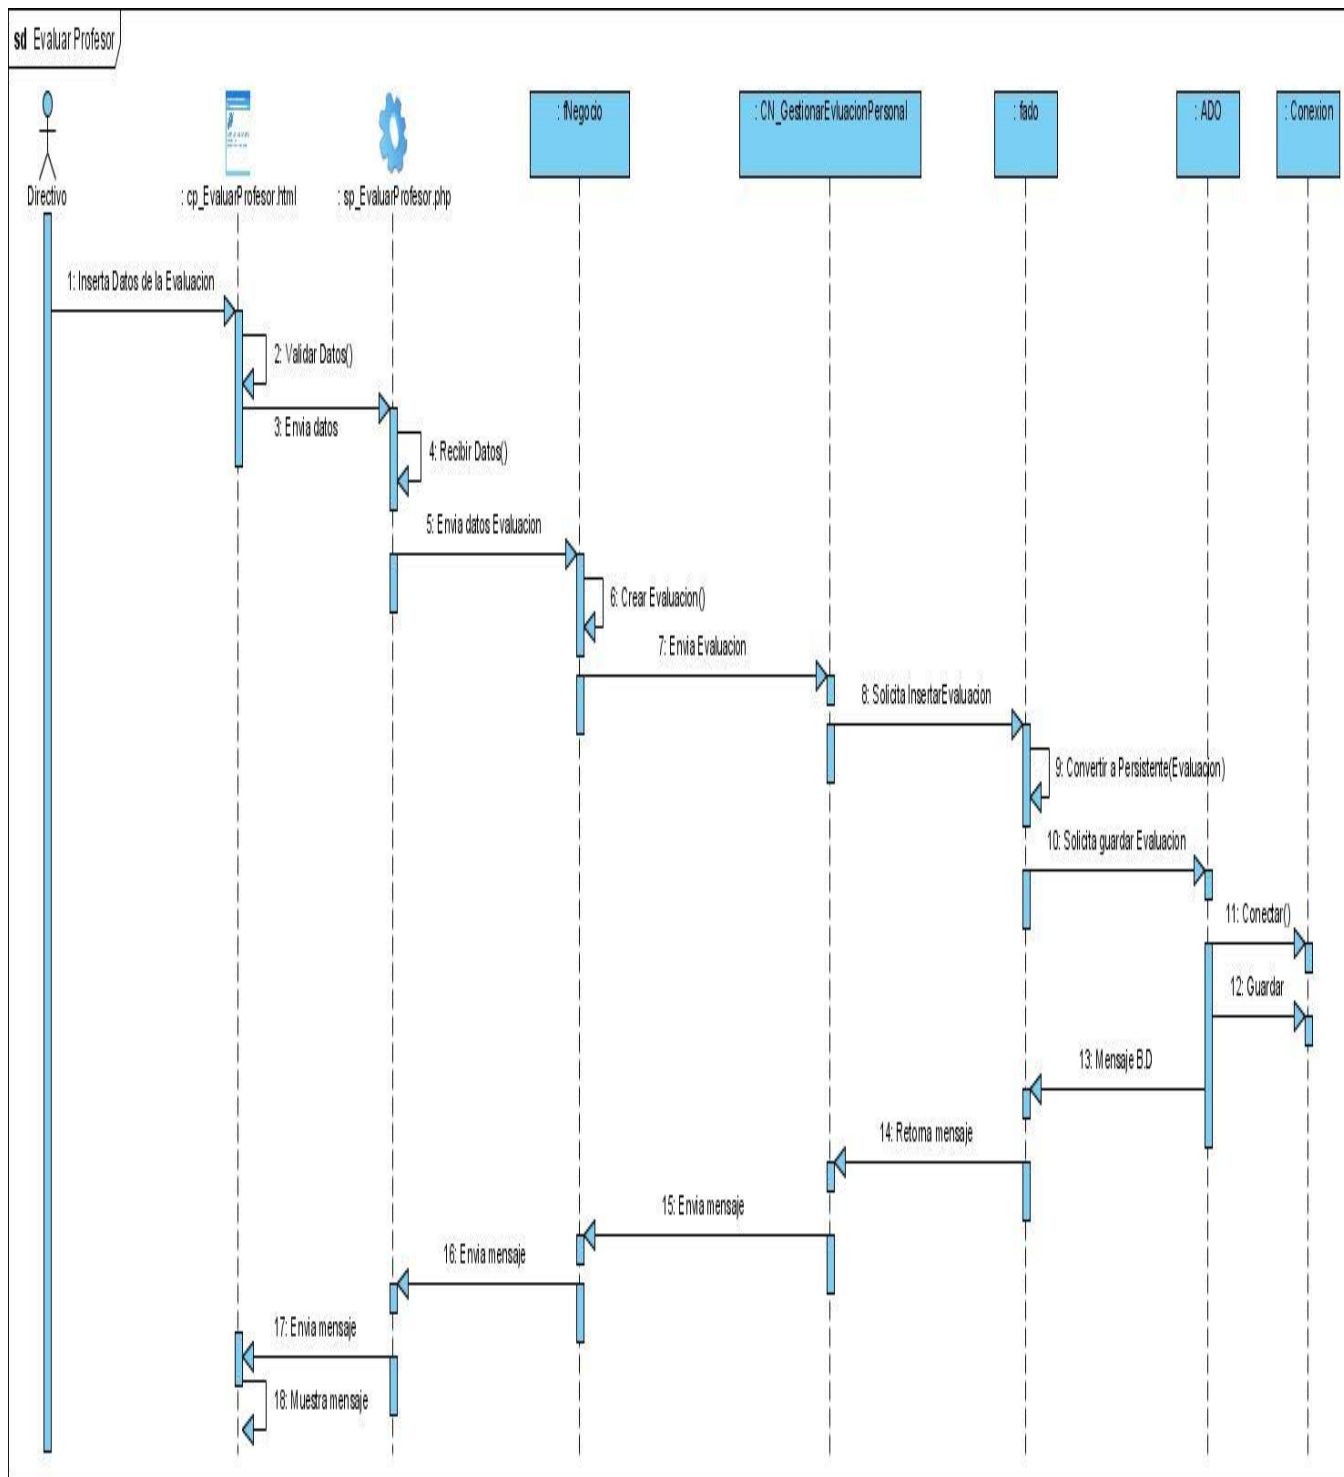 sd Evaluar Profesor
: fNegocio
: CN_GestionarEvluacionPersonal
: fado
: ADO
: Conexion
Directivo
: cp_EvaluarProfesor.html
: sp_EvaluarProfesor.php
1: Inserta Datos de la Evaluacion
2: Validar Datos()
3: Envia datos
4: Recibir Datos()
5: Envia datos Evaluacion
6: Crear Evaluacion()
7: Envia Evaluacion
8: Solicita InsertarEvaluacion
9: Convertir a Persistente(Evaluacion)
10: Solicita guardar Evaluacion
11: Conectar()
12: Guardar
13: Mensaje B.D
14: Retorna mensaje
15: Envia mensaje
16: Envia mensaje
17: Envia mensaje
18: Muestra mensaje